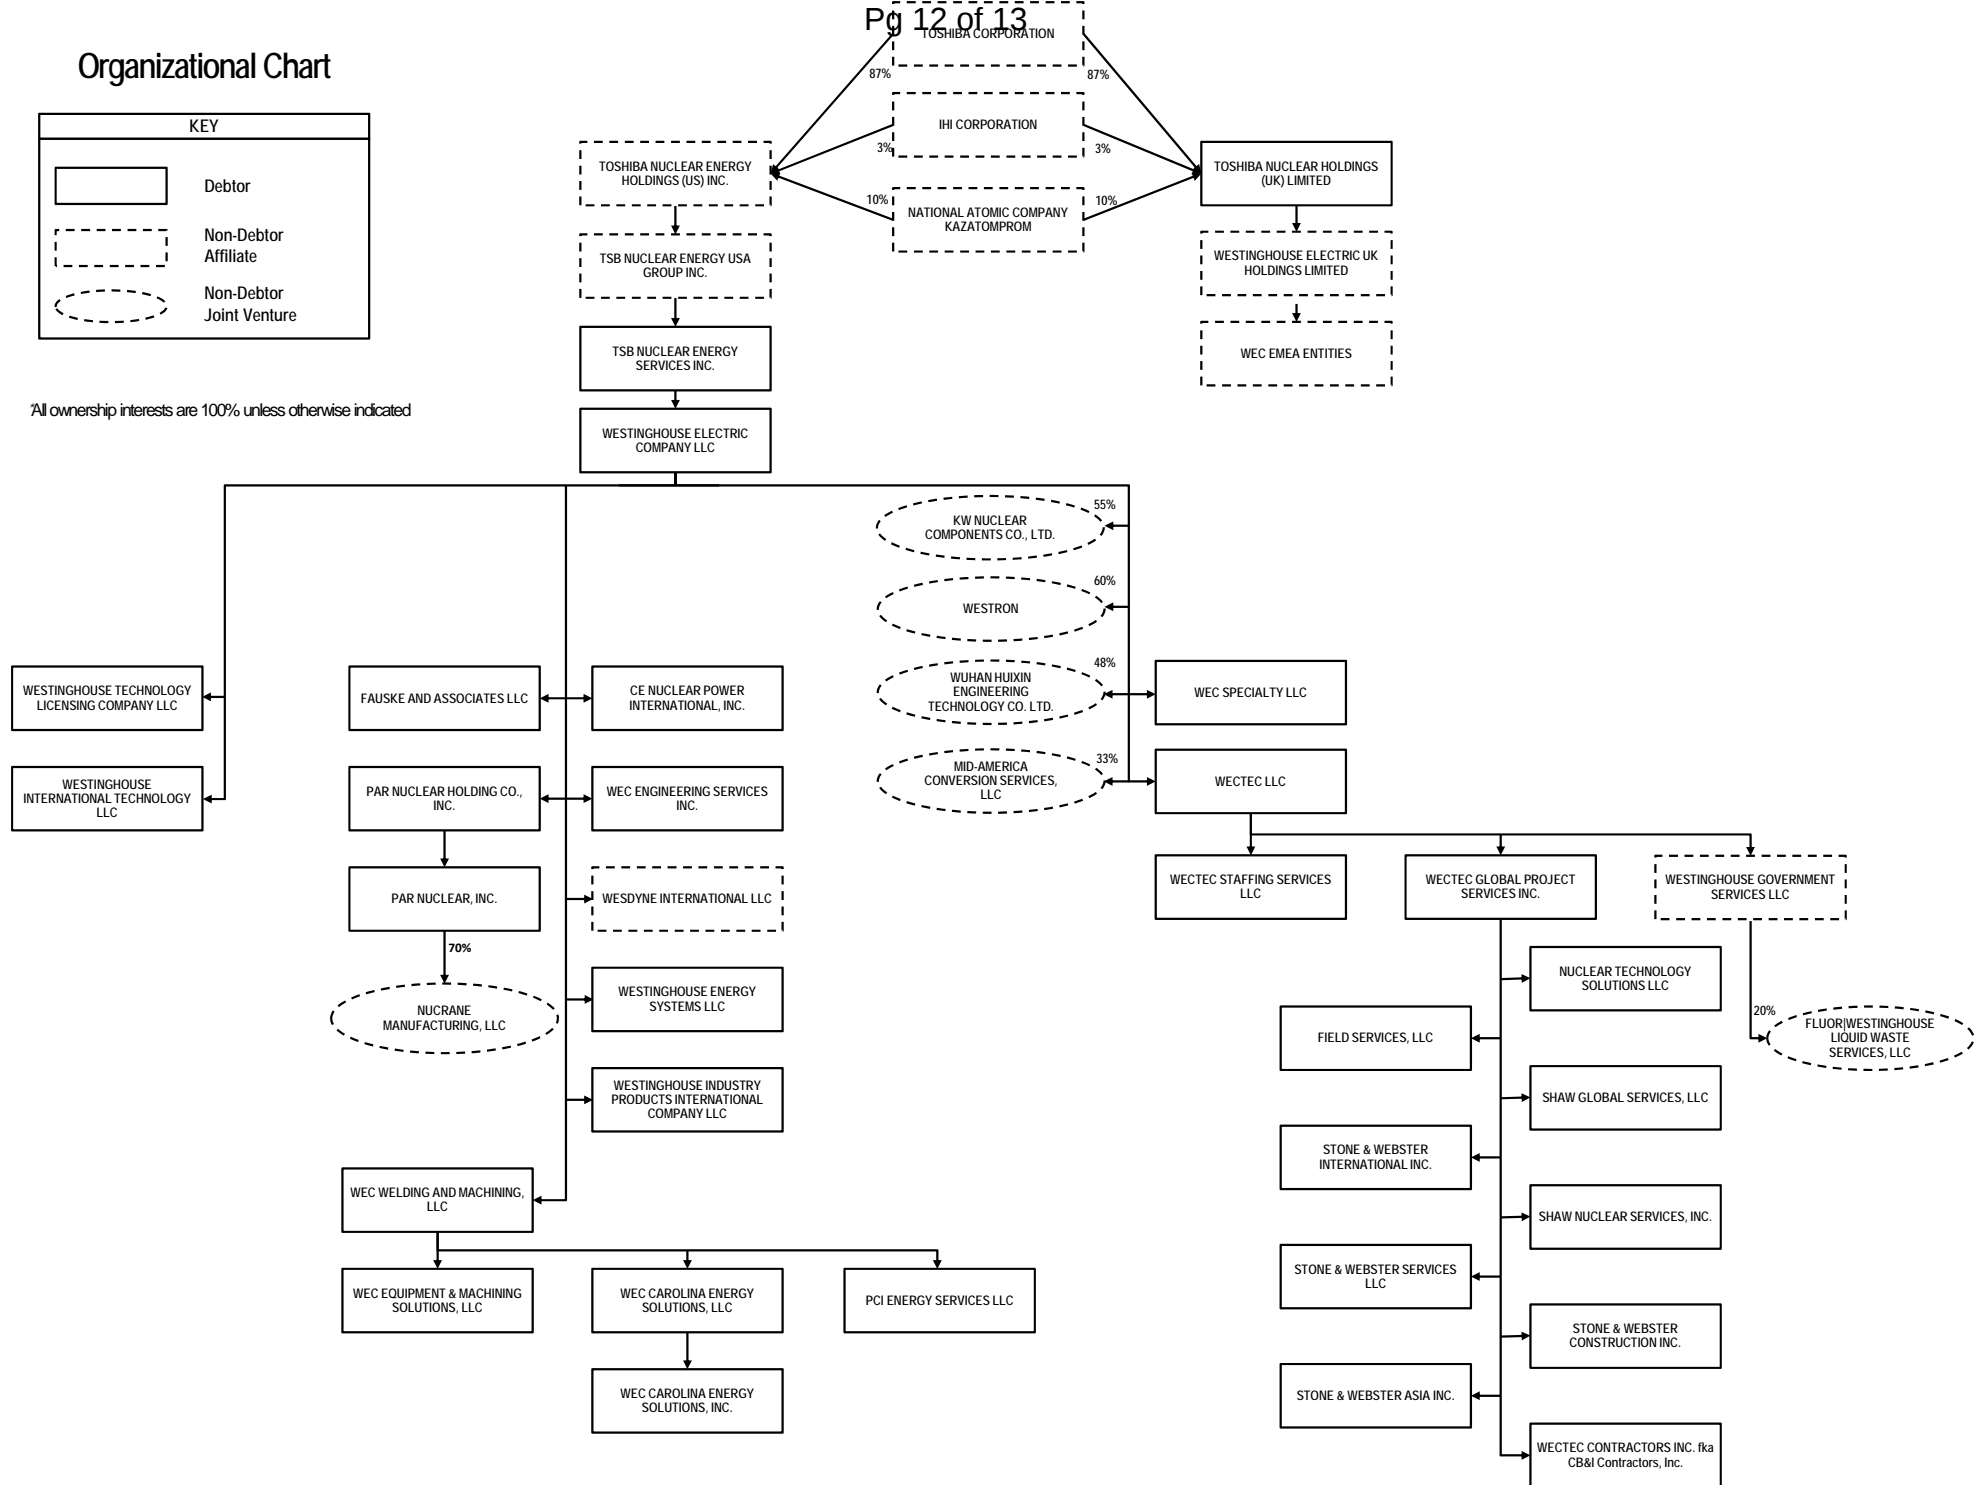 Pg 12 of 13
Organizational Chart
KEY
Debtor
Non-Debtor
Affiliate
Non-Debtor
Joint Venture
*All ownership interests are 100% unless otherwise indicated
TOSHIBA CORPORATION
87%
87%
IHI CORPORATION
3%
3%
NATIONAL ATOMIC COMPANY
KAZATOMPROM
10%
10%
TOSHIBA NUCLEAR ENERGY
HOLDINGS (US) INC.
TOSHIBA NUCLEAR HOLDINGS
(UK) LIMITED
TSB NUCLEAR ENERGY USA
GROUP INC.
WESTINGHOUSE ELECTRIC UK
HOLDINGS LIMITED
TSB NUCLEAR ENERGY
SERVICES INC.
WEC EMEA ENTITIES
WESTINGHOUSE ELECTRIC
COMPANY LLC
55%
KW NUCLEAR
COMPONENTS CO., LTD.
60%
WESTRON
48%
WUHAN HUIXIN
ENGINEERING
TECHNOLOGY CO. LTD.
WEC SPECIALTY LLC
33%
MID-AMERICA
CONVERSION SERVICES,
LLC
WECTEC LLC
WESTINGHOUSE TECHNOLOGY
LICENSING COMPANY LLC
WESTINGHOUSE
INTERNATIONAL TECHNOLOGY
LLC
FAUSKE AND ASSOCIATES LLC
CE NUCLEAR POWER
INTERNATIONAL, INC.
PAR NUCLEAR HOLDING CO.,
INC.
WEC ENGINEERING SERVICES
INC.
PAR NUCLEAR, INC.
WESDYNE INTERNATIONAL LLC
70%
NUCRANE
MANUFACTURING, LLC
WESTINGHOUSE ENERGY
SYSTEMS LLC
WESTINGHOUSE INDUSTRY
PRODUCTS INTERNATIONAL
COMPANY LLC
WEC WELDING AND MACHINING,
LLC
WEC EQUIPMENT & MACHINING
SOLUTIONS, LLC
WEC CAROLINA ENERGY
SOLUTIONS, LLC
PCI ENERGY SERVICES LLC
WEC CAROLINA ENERGY
SOLUTIONS, INC.
WECTEC STAFFING SERVICES
LLC
WECTEC GLOBAL PROJECT
SERVICES INC.
WESTINGHOUSE GOVERNMENT
SERVICES LLC
NUCLEAR TECHNOLOGY
SOLUTIONS LLC
20%
FLUOR|WESTINGHOUSE
LIQUID WASTE
SERVICES, LLC
FIELD SERVICES, LLC
SHAW GLOBAL SERVICES, LLC
STONE & WEBSTER
INTERNATIONAL INC.
SHAW NUCLEAR SERVICES, INC.
STONE & WEBSTER SERVICES
LLC
STONE & WEBSTER
CONSTRUCTION INC.
STONE & WEBSTER ASIA INC.
WECTEC CONTRACTORS INC. fka
CB&I Contractors, Inc.